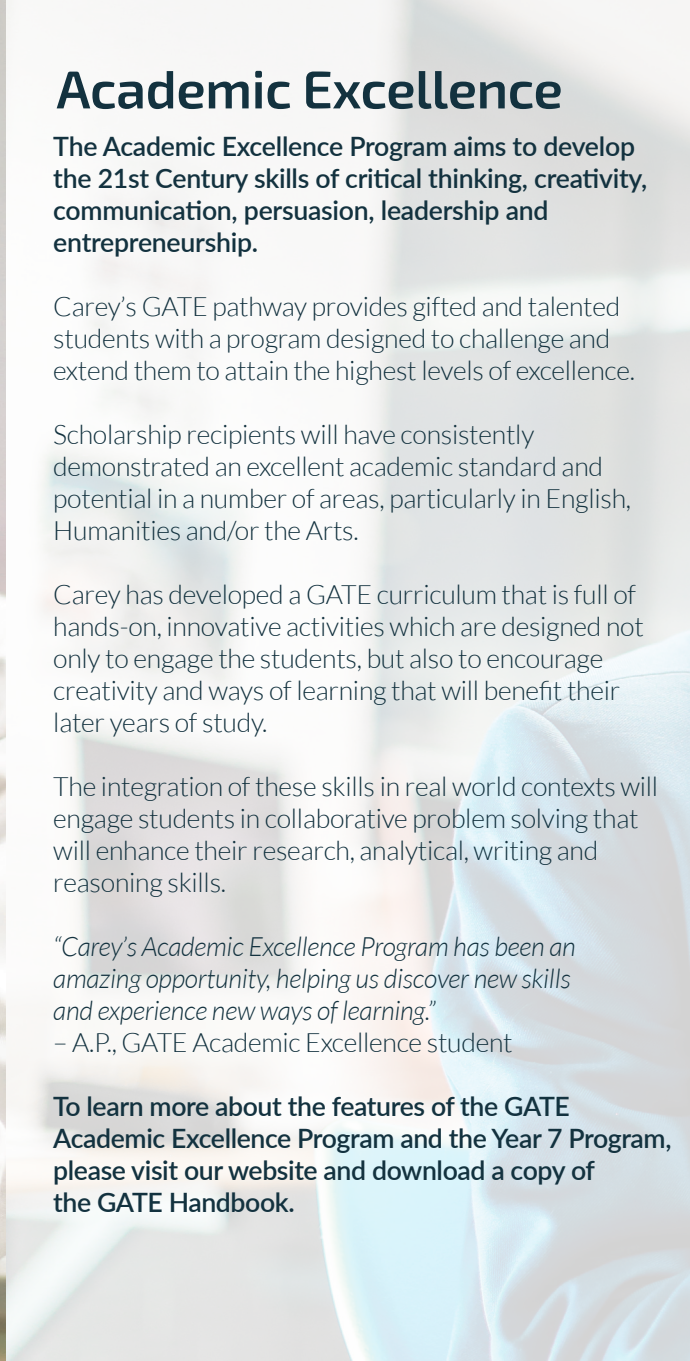 Academic Excellence
The Academic Excellence Program aims to develop
the 21st Century skills of critical thinking, creativity,
communication, persuasion, leadership and
entrepreneurship.
Carey’s GATE pathway provides gifted and talented
students with a program designed to challenge and
extend them to attain the highest levels of excellence.
Scholarship recipients will have consistently
demonstrated an excellent academic standard and
potential in a number of areas, particularly in English,
Humanities and/or the Arts.
Carey has developed a GATE curriculum that is full of
hands-on, innovative activities which are designed not
only to engage the students, but also to encourage
creativity and ways of learning that will benefit their
later years of study.
The integration of these skills in real world contexts will
engage students in collaborative problem solving that
will enhance their research, analytical, writing and
reasoning skills.
“Carey’s Academic Excellence Program has been an
amazing opportunity, helping us discover new skills
and experience new ways of learning.”
– A.P., GATE Academic Excellence student
To learn more about the features of the GATE
Academic Excellence Program and the Year 7 Program,
please visit our website and download a copy of
the GATE Handbook.